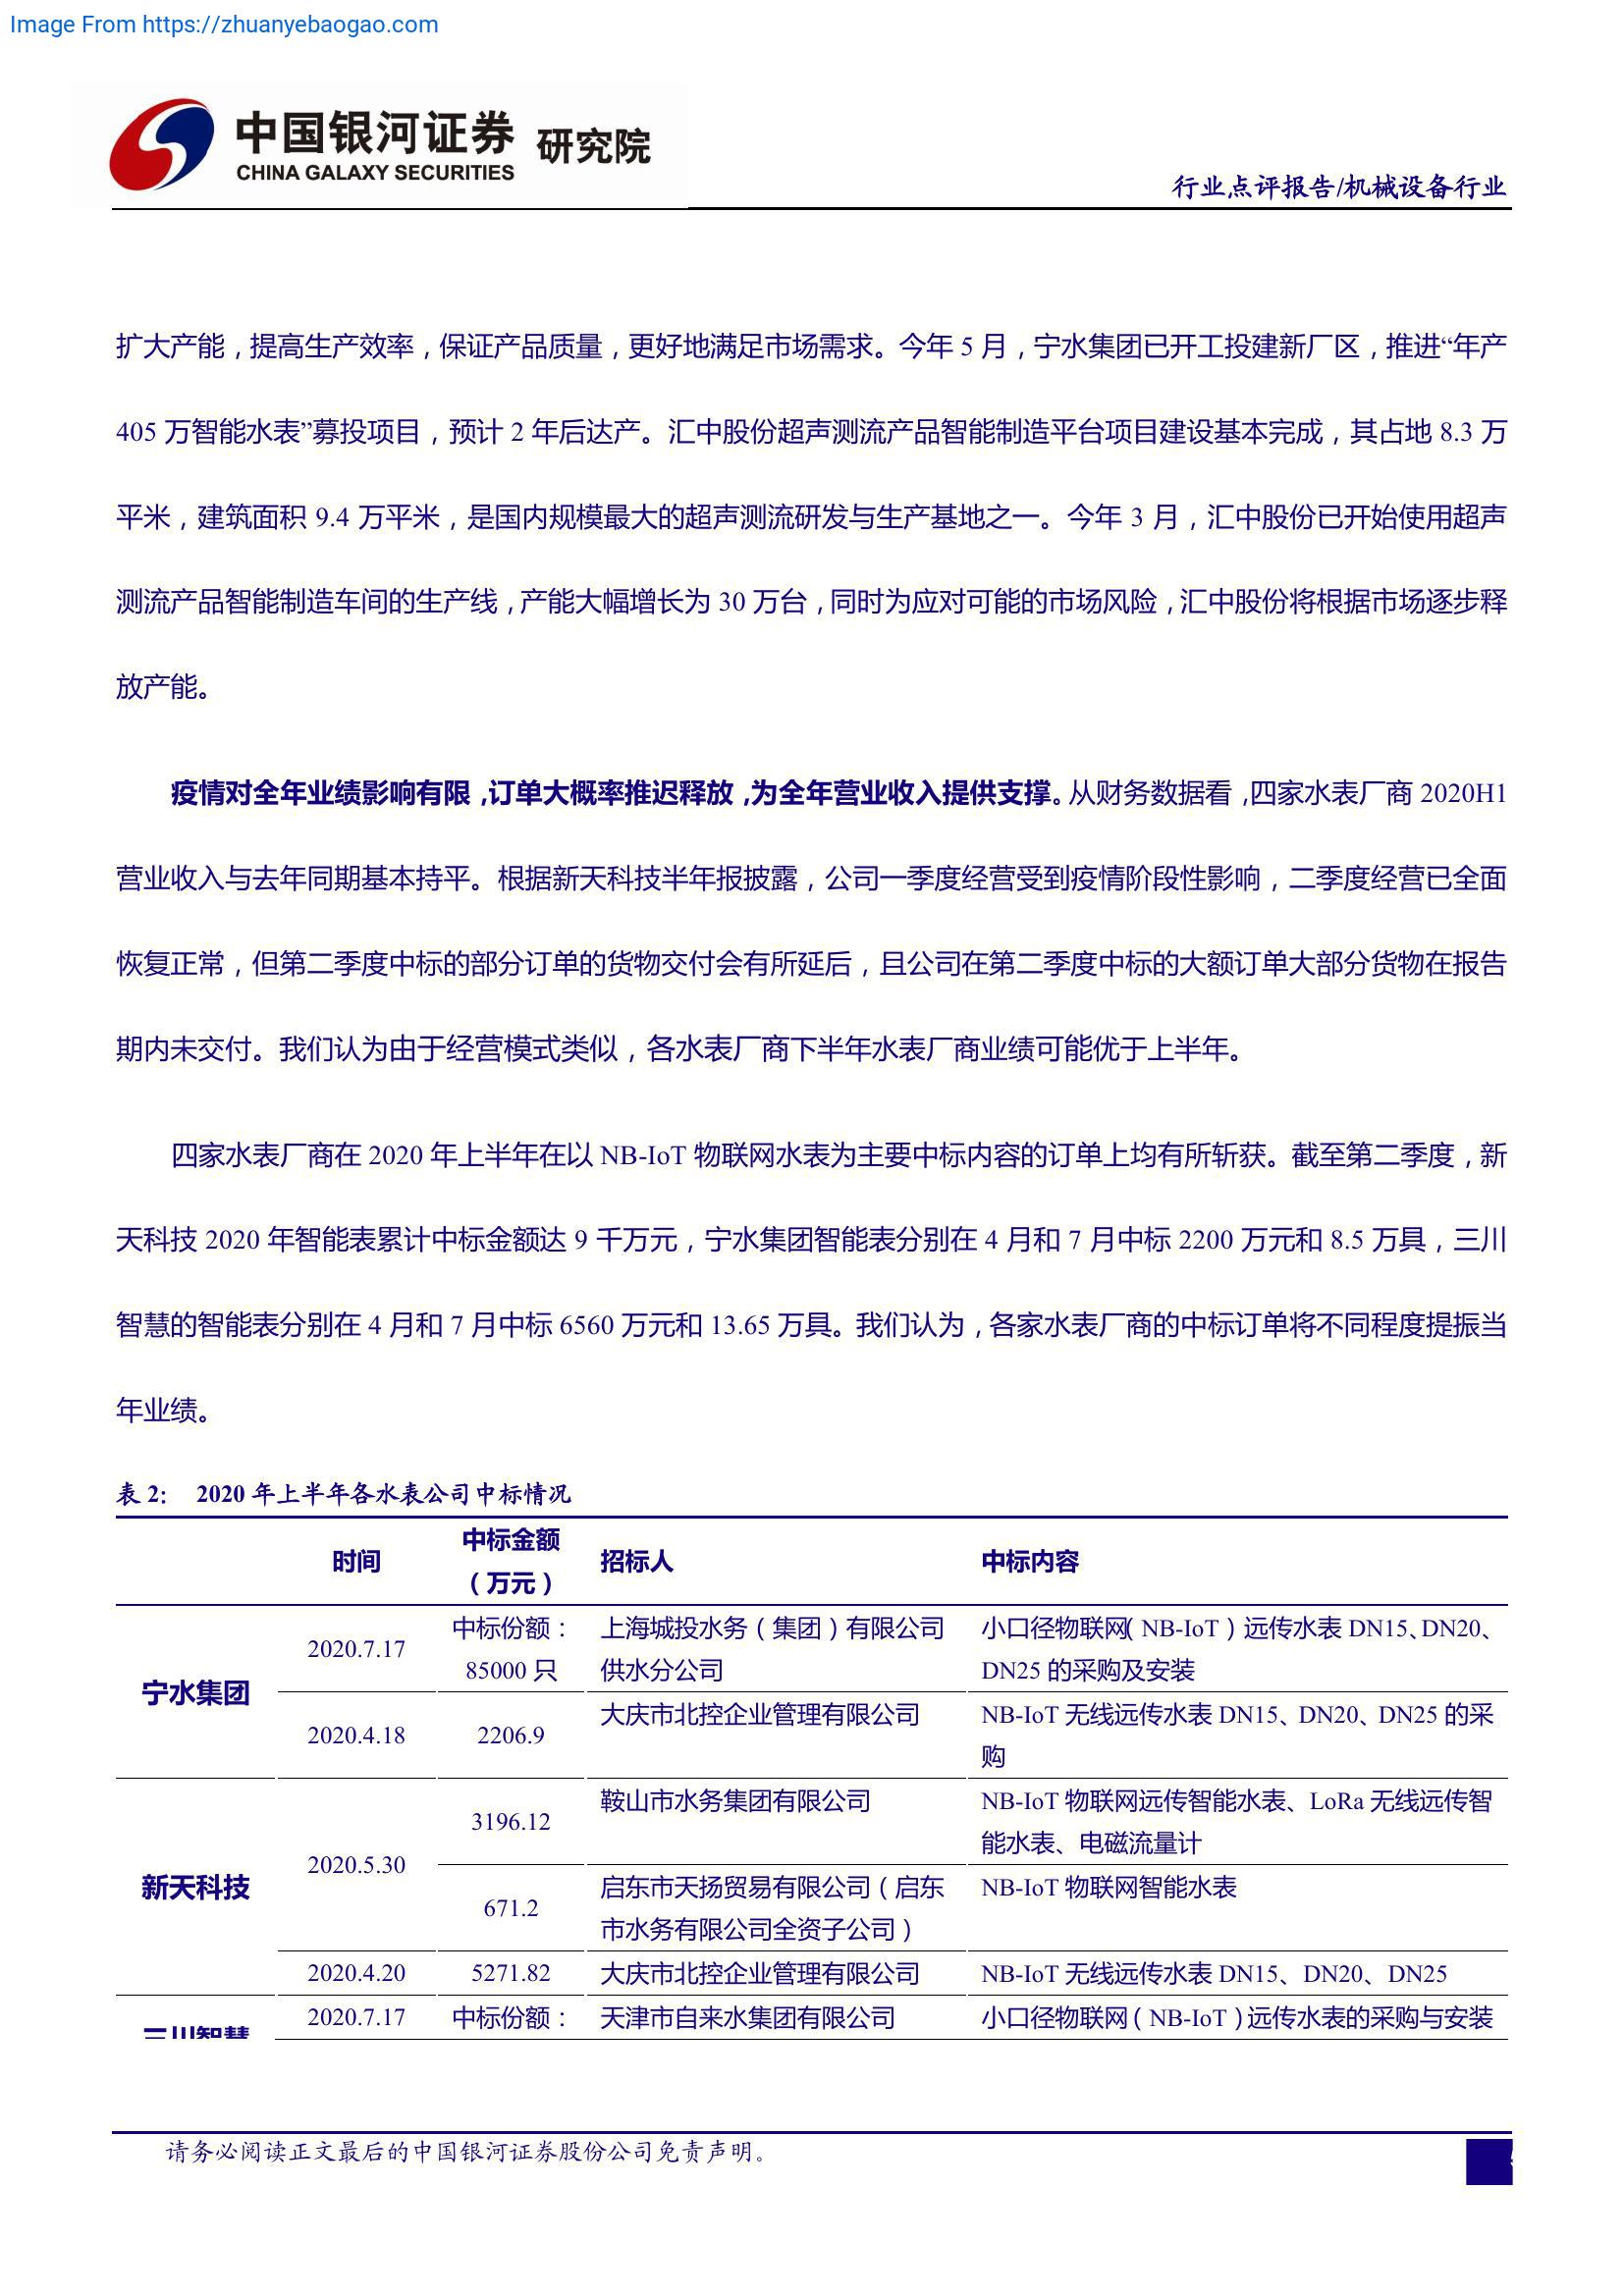 Image From https://zhuanyebaogao.com
中国银河证券 研究院
CHINA GALAXY SECURITIES
行业点评报告/机械设备行业
扩大产能，提高生产效率，保证产品质量，更好地满足市场需求。今年 5 月，宁水集团已开工投建新厂区，推进“年产
405 万智能水表”募投项目，预计 2 年后达产。汇中股份超声测流产品智能制造平台项目建设基本完成，其占地 8.3 万
平米，建筑面积 9.4 万平米，是国内规模最大的超声测流研发与生产基地之一。今年 3 月，汇中股份已开始使用超声
测流产品智能制造车间的生产线，产能大幅增长为 30 万台，同时为应对可能的市场风险，汇中股份将根据市场逐步释
放产能。
疫情对全年业绩影响有限，订单大概率推迟释放，为全年营业收入提供支撑。从财务数据看，四家水表厂商 2020H1
营业收入与去年同期基本持平。根据新天科技半年报披露，公司一季度经营受到疫情阶段性影响，二季度经营已全面
恢复正常，但第二季度中标的部分订单的货物交付会有所延后，且公司在第二季度中标的大额订单大部分货物在报告
期内未交付。我们认为由于经营模式类似，各水表厂商下半年水表厂商业绩可能优于上半年。
四家水表厂商在 2020 年上半年在以 NB-IoT 物联网水表为主要中标内容的订单上均有所斩获。截至第二季度，新
天科技 2020 年智能表累计中标金额达 9 千万元，宁水集团智能表分别在 4 月和 7 月中标 2200 万元和 8.5 万具，三川
智慧的智能表分别在 4 月和 7 月中标 6560 万元和 13.65 万具。我们认为，各家水表厂商的中标订单将不同程度提振当
年业绩。
表 2： 2020 年上半年各水表公司中标情况
时间 中标金额（万元） 招标人 中标内容
宁水集团
2020.7.17 中标份额：85000 只 上海城投水务（集团）有限公司供水分公司 小口径物联网（NB-IoT）远传水表 DN15、DN20、DN25 的采购及安装
2020.4.18 2206.9 大庆市北控企业管理有限公司 NB-IoT 无线远传水表 DN15、DN20、DN25 的采购
新天科技
2020.5.30 3196.12 鞍山市水务集团有限公司 NB-IoT 物联网远传智能水表、LoRa 无线远传智能水表、电磁流量计
671.2 启东市天扬贸易有限公司（启东市水务有限公司全资子公司） NB-IoT 物联网智能水表
2020.4.20 5271.82 大庆市北控企业管理有限公司 NB-IoT 无线远传水表 DN15、DN20、DN25
三川智慧
2020.7.17 中标份额： 天津市自来水集团有限公司 小口径物联网（NB-IoT）远传水表的采购与安装
请务必阅读正文最后的中国银河证券股份公司免责声明。